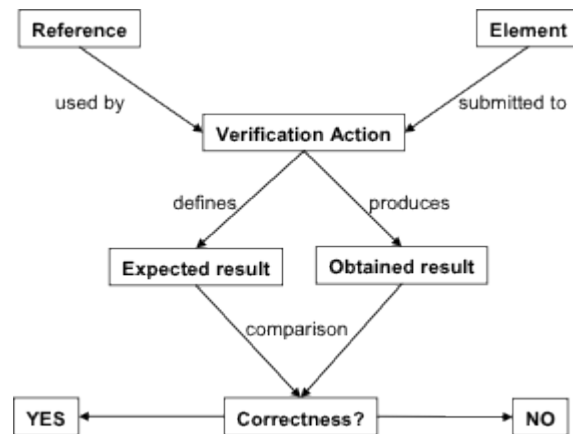 Reference
Element
used by
submitted to
Verification Action
defines
produces
Expected result
Obtained result
comparison
YES
Correctness?
NO